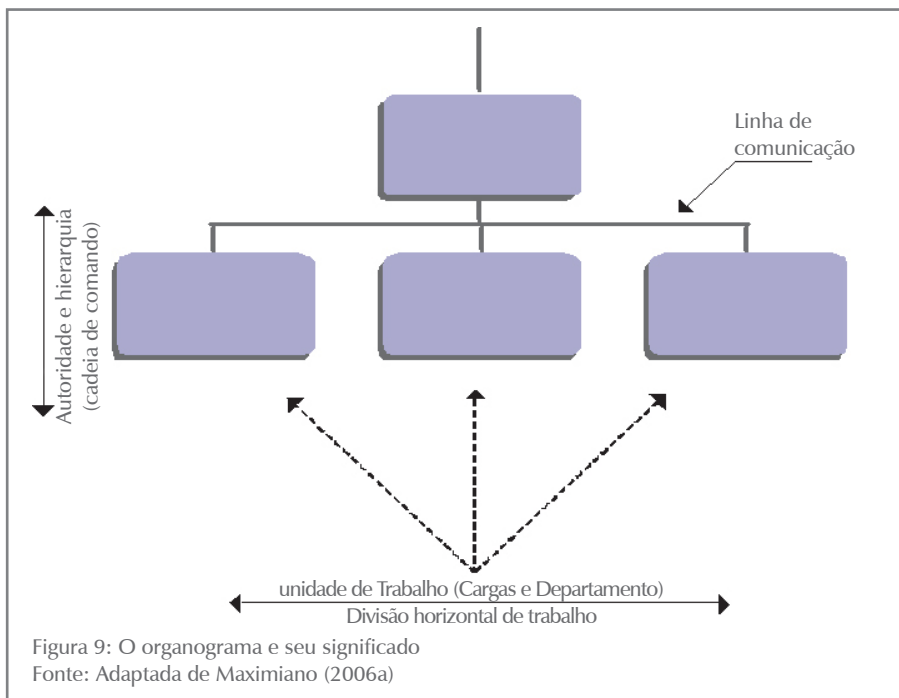 Linha de
comunicação
Autoridade e hierarquia
(cadeia de comando)
unidade de Trabalho (Cargas e Departamento)
Divisão horizontal de trabalho
Figura 9: O organograma e seu significado
Fonte: Adaptada de Maximiano (2006a)